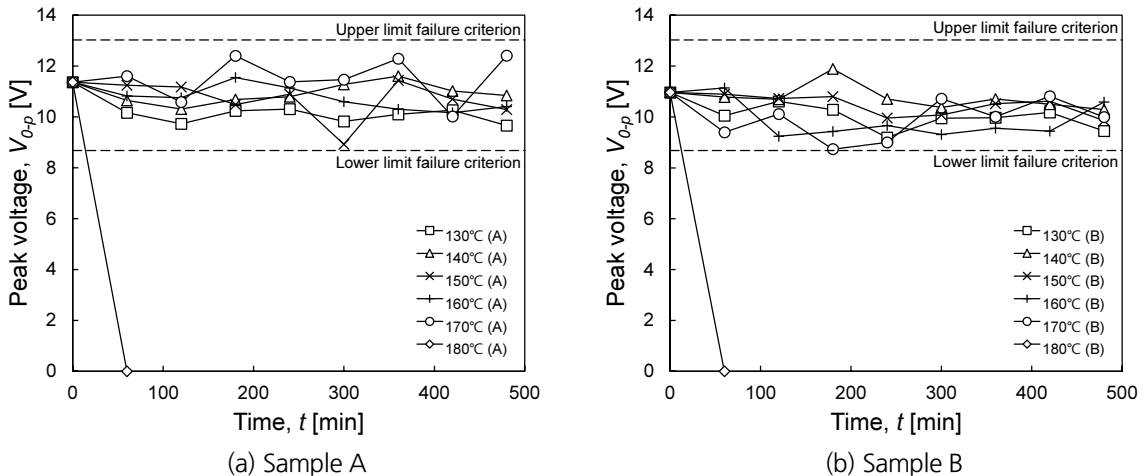 Peak voltage, V0-p [V]
14
12
10
8
6
4
2
0
Upper limit failure criterion
Lower limit failure criterion
130℃ (A)
140℃ (A)
150℃ (A)
160℃ (A)
170℃ (A)
180℃ (A)
0 100 200 300 400 500
Time, t [min]
(a) Sample A
Peak voltage, V0-p [V]
14
12
10
8
6
4
2
0
Upper limit failure criterion
Lower limit failure criterion
130℃ (B)
140℃ (B)
150℃ (B)
160℃ (B)
170℃ (B)
180℃ (B)
0 100 200 300 400 500
Time, t [min]
(b) Sample B